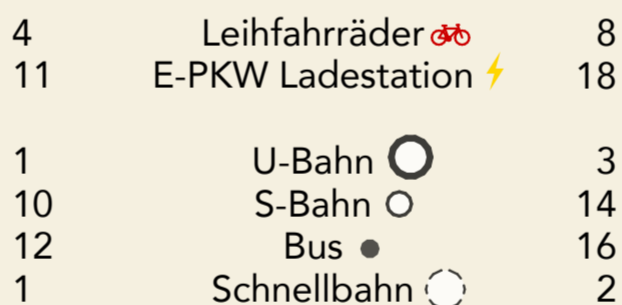 4 Leihfahrräder 8
11 E-PKW Ladestation 18
1 U-Bahn 3
10 S-Bahn 14
12 Bus 16
1 Schnellbahn 2